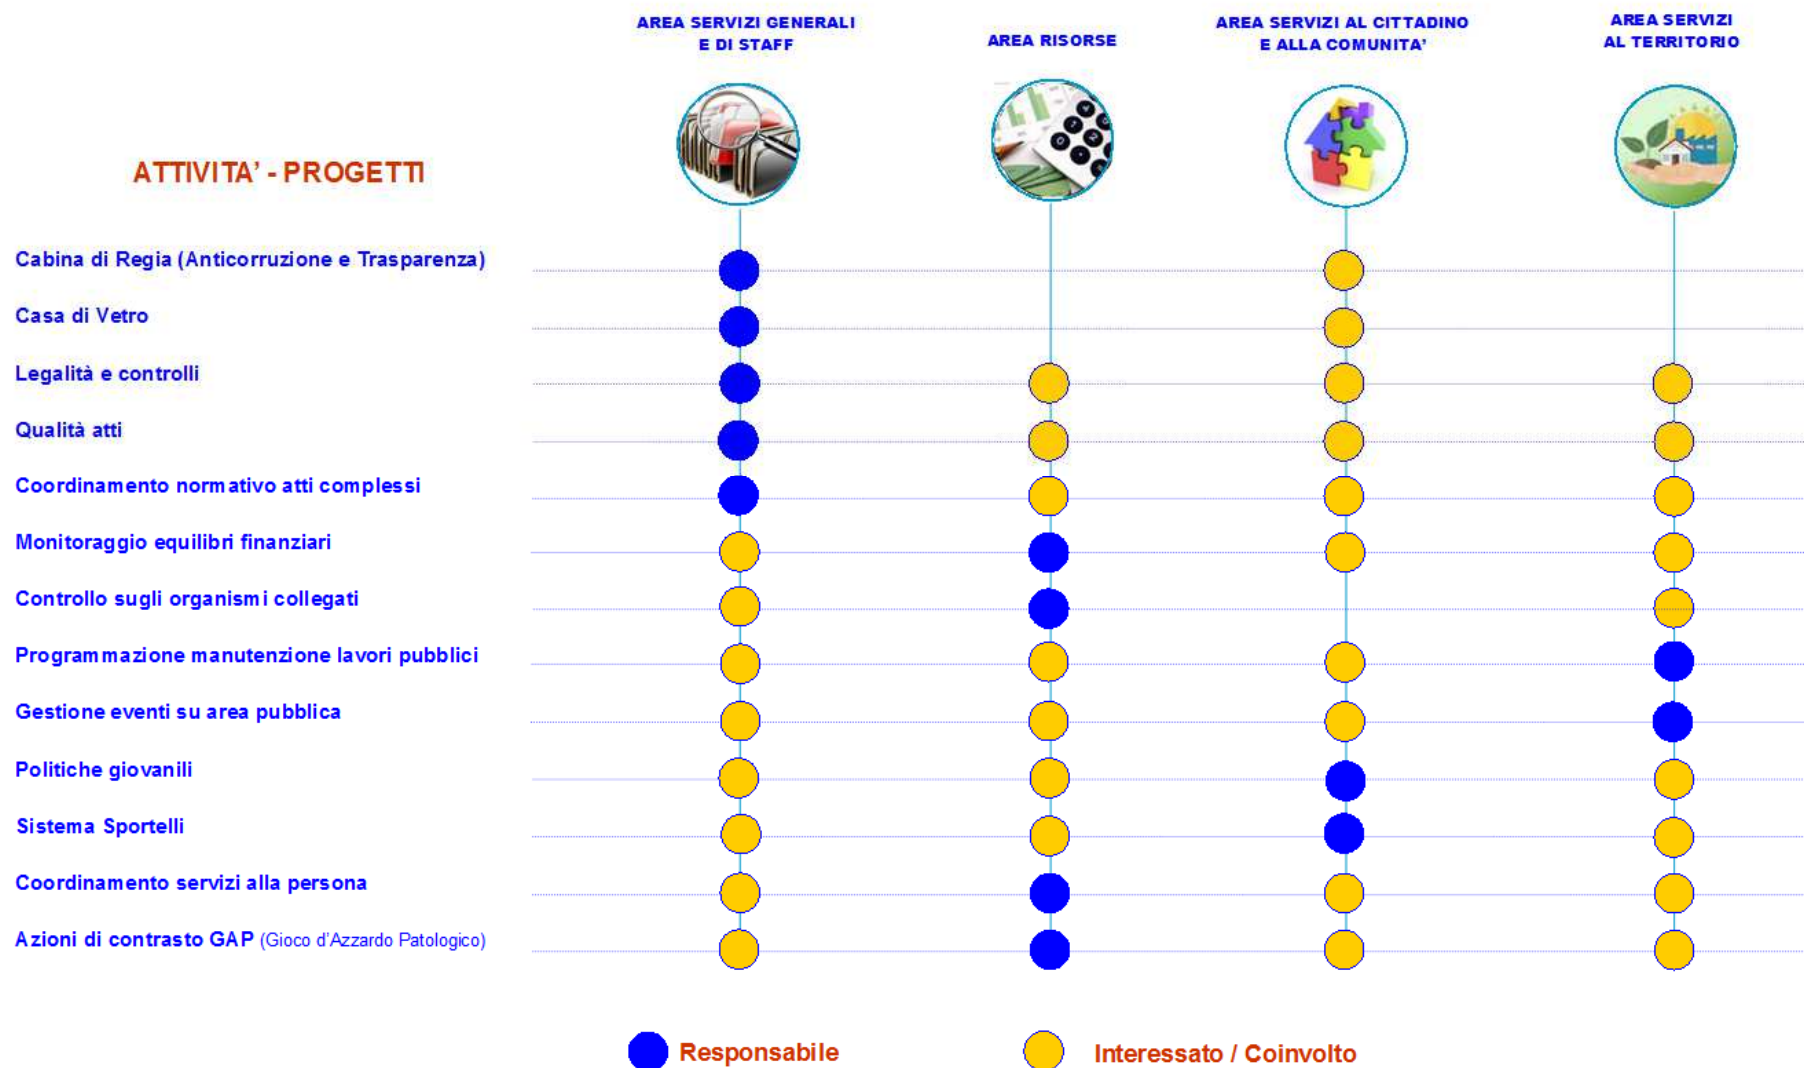 AREA SERVIZI GENERALI
E DI STAFF
AREA RISORSE
AREA SERVIZI AL CITTADINO
E ALLA COMUNITA’
AREA SERVIZI
AL TERRITORIO
ATTIVITA’ - PROGETTI
Cabina di Regia (Anticorruzione e Trasparenza)
Casa di Vetro
Legalità e controlli
Qualità atti
Coordinamento normativo atti complessi
Monitoraggio equilibri finanziari
Controllo sugli organismi collegati
Programmazione manutenzione lavori pubblici
Gestione eventi su area pubblica
Politiche giovanili
Sistema Sportelli
Coordinamento servizi alla persona
Azioni di contrasto GAP (Gioco d’Azzardo Patologico)
Responsabile
Interessato / Coinvolto